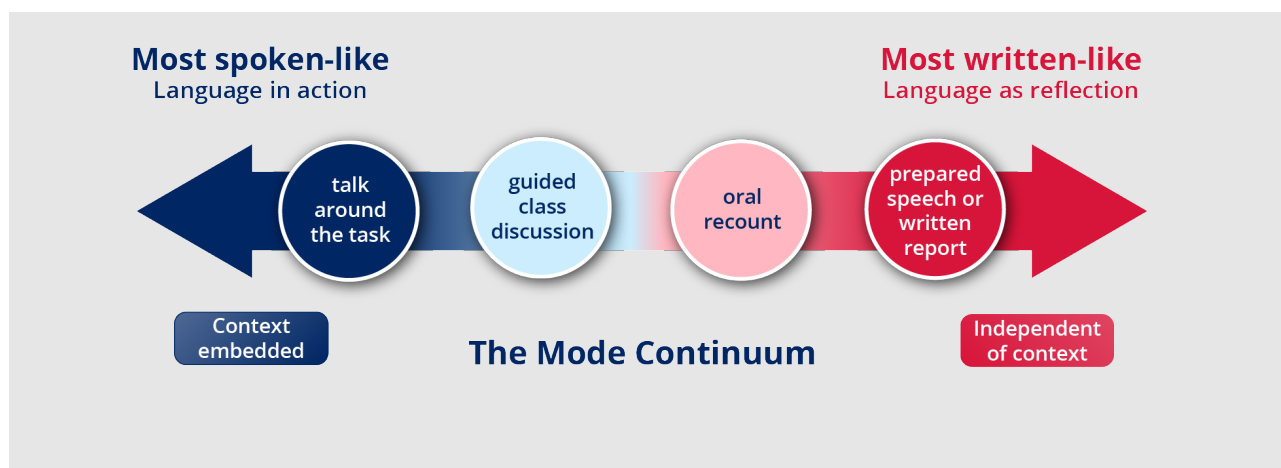 Most spoken-like
Language in action
Most written-like
Language as reflection
talk
around
the task
guided
class
discussion
oral
recount
prepared
speech or
written
report
Context
embedded
The Mode Continuum
Independent
of context